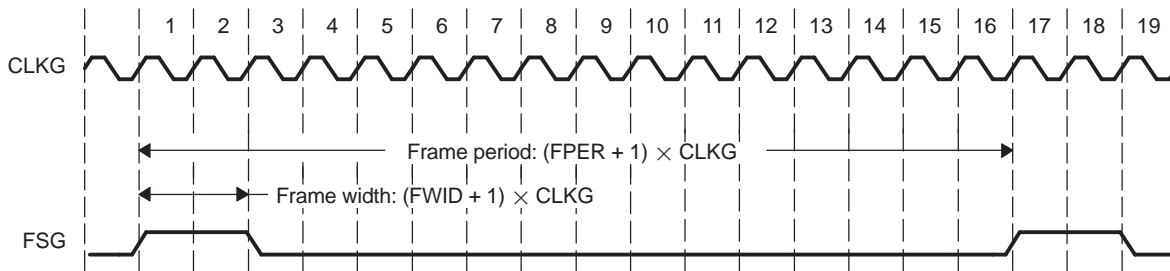 1 2 3 4 5 6 7 8 9 10 11 12 13 14 15 16 17 18 19
CLKG
Frame period: (FPER + 1) × CLKG
Frame width: (FWID + 1) × CLKG
FSG